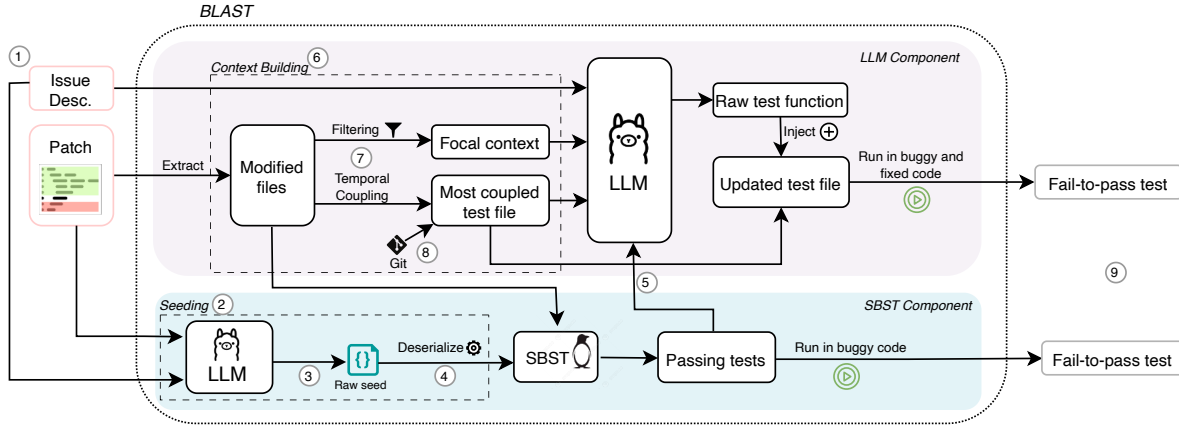 BLAST
1
Issue
Desc.
Patch
Extract
Context Building
6
LLM Component
Modified
files
Filtering
7
Temporal
Coupling
Focal context
Most coupled
test file
Git
8
LLM
Raw test function
Inject
Updated test file
Run in buggy and
fixed code
Fail-to-pass test
5
9
Seeding
2
SBST Component
LLM
3
Raw seed
{}
Deserialize
4
SBST
Passing tests
Run in buggy code
Fail-to-pass test